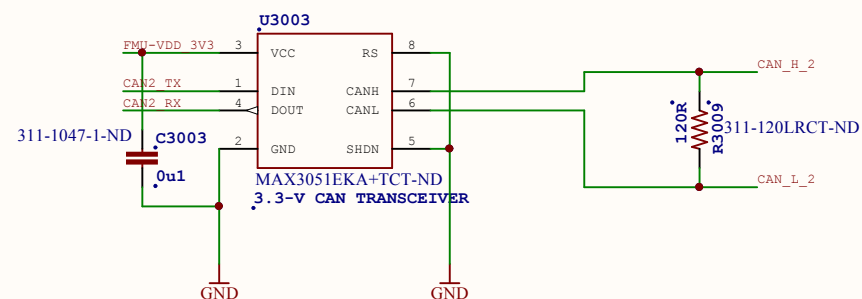 U3003
FMU-VDD_3V3
3
VCC
RS
8
CAN_H_2
CAN2_TX
1
DIN
CANH
7
CAN2_RX
4
DOUT
CANL
6
120R
R3009
311-120LRCT-ND
311-1047-1-ND
C3003
2
GND
SHDN
5
0u1
MAX3051EKA+TCT-ND
3.3-V CAN TRANSCEIVER
CAN_L_2
GND
GND